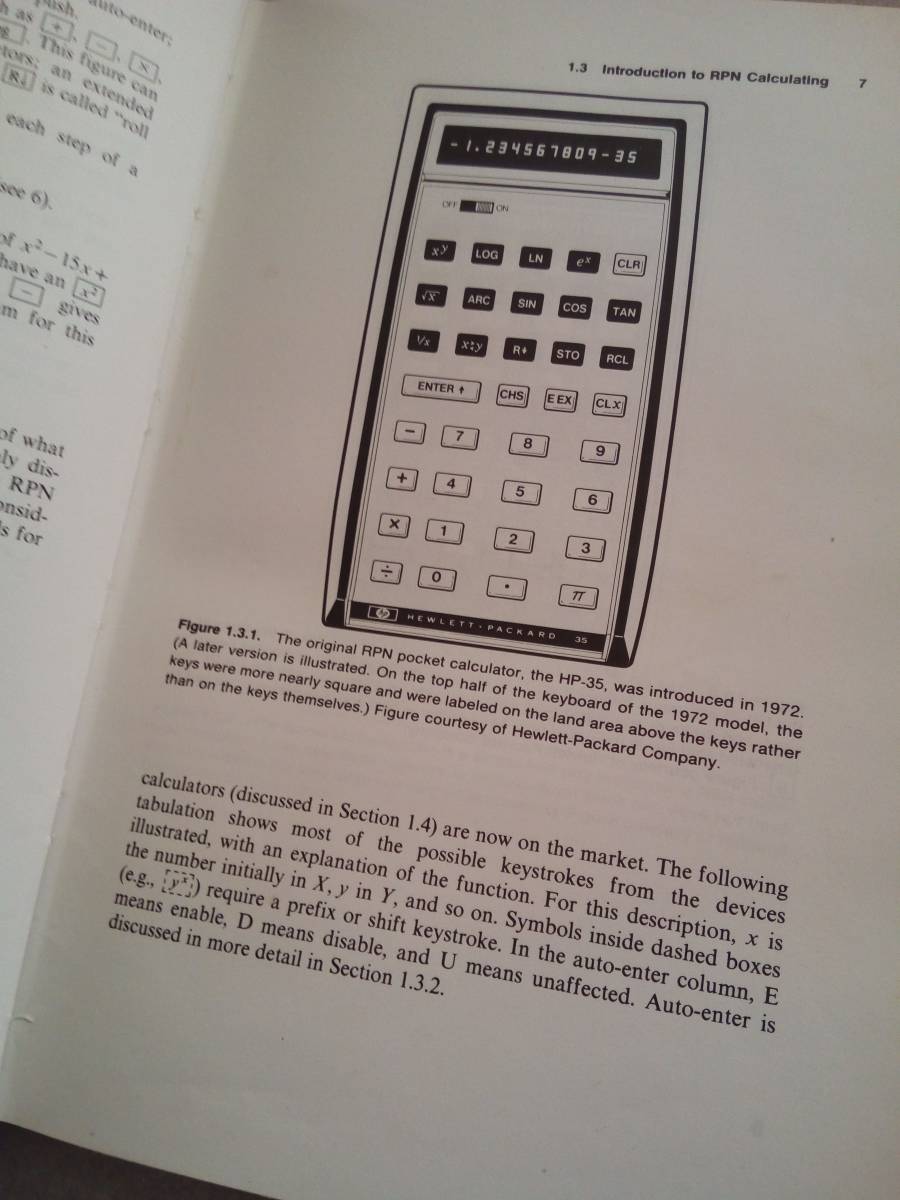 push. auto-enter;
h as [+], [−], [×],
This figure can
tors; an extended
[R↓] is called "roll
each step of a
see 6).
of x² − 15x +
have an [x²]
[−] gives
m for this
of what
ly dis-
RPN
onsid-
s for
1.3 Introduction to RPN Calculating 7
-1.234567809-35
OFF ON
x^y LOG LN e^x CLR
√x ARC SIN COS TAN
1/x x⇄y R↓ STO RCL
ENTER ↑ CHS E EX CLX
− 7 8 9
+ 4 5 6
× 1 2 3
÷ 0 · π
hp HEWLETT · PACKARD 35
Figure 1.3.1. The original RPN pocket calculator, the HP-35, was introduced in 1972.
(A later version is illustrated. On the top half of the keyboard of the 1972 model, the
keys were more nearly square and were labeled on the land area above the keys rather
than on the keys themselves.) Figure courtesy of Hewlett-Packard Company.
calculators (discussed in Section 1.4) are now on the market. The following
tabulation shows most of the possible keystrokes from the devices
illustrated, with an explanation of the function. For this description, x is
the number initially in X, y in Y, and so on. Symbols inside dashed boxes
(e.g., [y^x]) require a prefix or shift keystroke. In the auto-enter column, E
means enable, D means disable, and U means unaffected. Auto-enter is
discussed in more detail in Section 1.3.2.